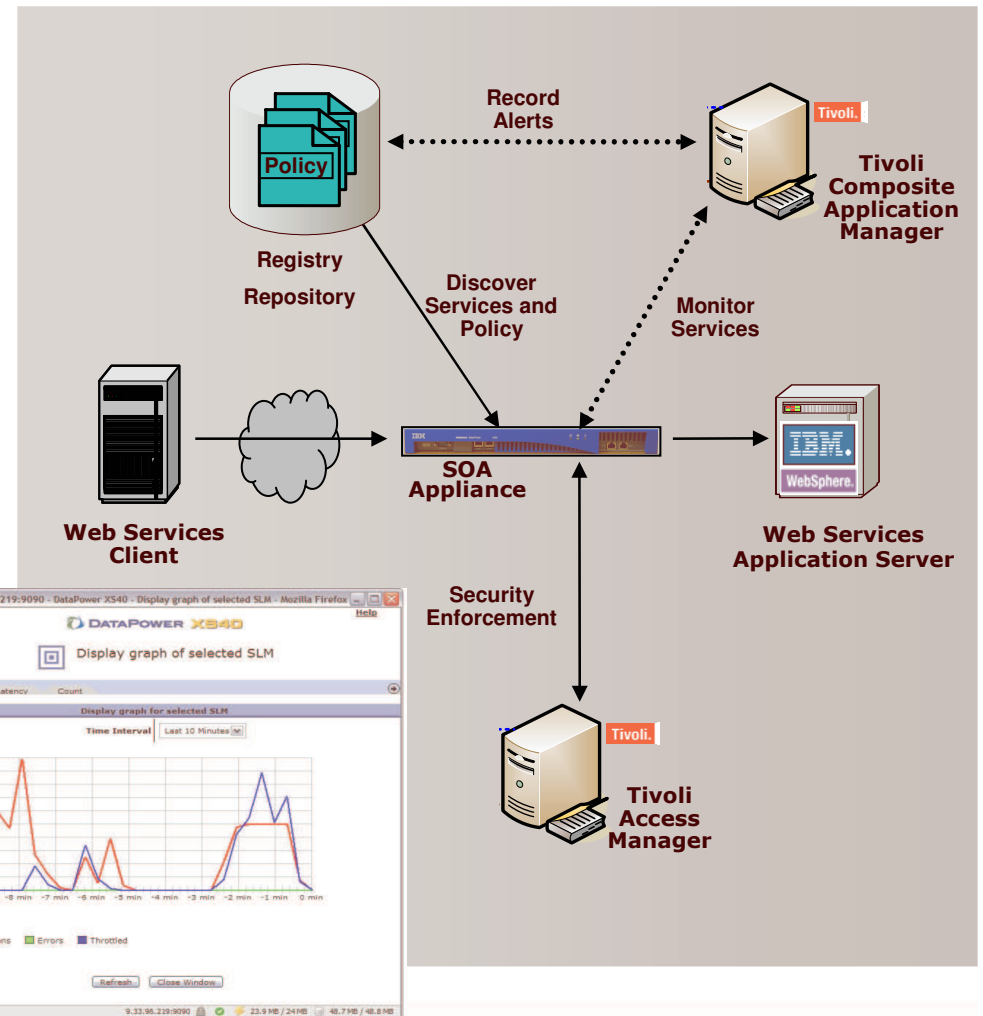 Record
Alerts
Tivoli.
Policy
Tivoli
Composite
Application
Manager
Registry
Repository
Discover
Services and
Policy
Monitor
Services
IBM
SOA
Appliance
IBM.
WebSphere.
Web Services
Client
Web Services
Application Server
Security
Enforcement
Tivoli.
Tivoli
Access
Manager
219:9090 - DataPower XS40 - Display graph of selected SLM - Mozilla Firefox
Help
DATAPOWER XS40
Display graph of selected SLM
atency Count
Display graph for selected SLM
Time Interval Last 10 Minutes
-8 min -7 min -6 min -5 min -4 min -3 min -2 min -1 min 0 min
ns Errors Throttled
Refresh Close Window
9.33.96.219:9090 23.9 MB / 24 MB 48.7 MB / 48.8 MB